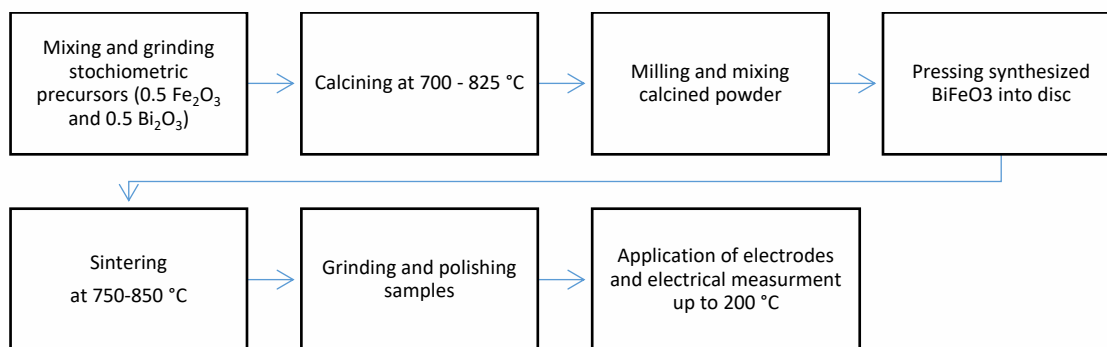 Mixing and grinding
stochiometric
precursors (0.5 Fe₂O₃
and 0.5 Bi₂O₃)
Calcining at 700 - 825 °C
Milling and mixing
calcined powder
Pressing synthesized
BiFeO3 into disc
Sintering
at 750-850 °C
Grinding and polishing
samples
Application of electrodes
and electrical measurment
up to 200 °C